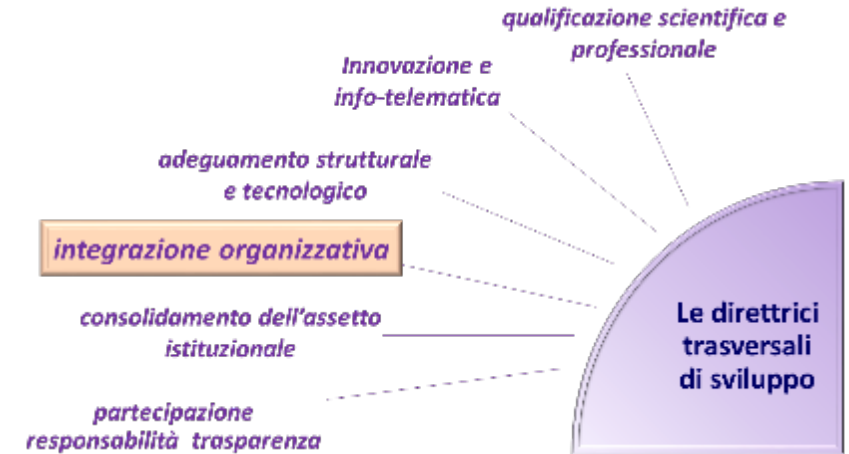 qualificazione scientifica e
professionale
Innovazione e
info-telematica
adeguamento strutturale
e tecnologico
integrazione organizzativa
consolidamento dell'assetto
istituzionale
partecipazione
responsabilità trasparenza
Le direttrici
trasversali
di sviluppo